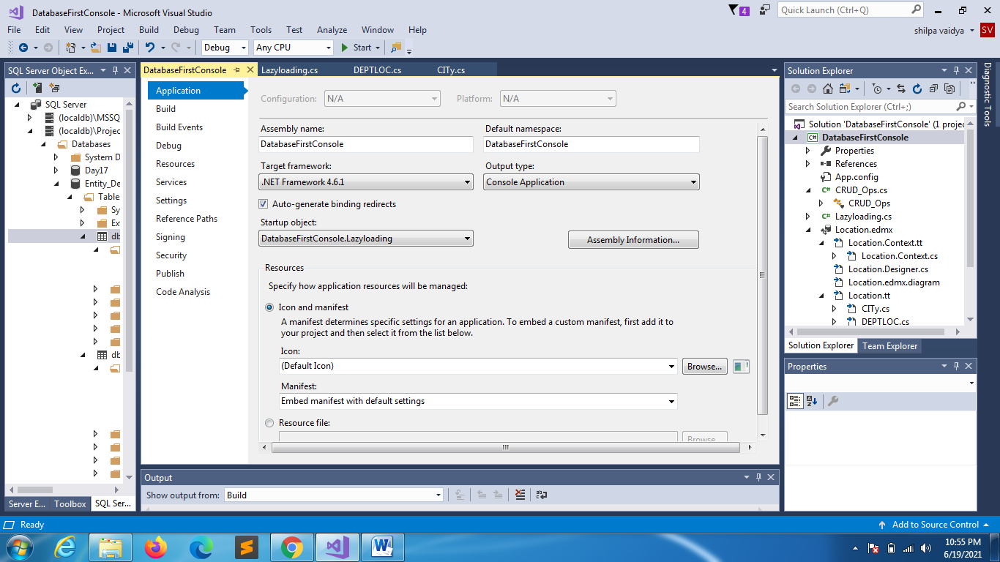 DatabaseFirstConsole - Microsoft Visual Studio
4
Quick Launch (Ctrl+Q)
File Edit View Project Build Debug Team Tools Test Analyze Window Help
shilpa vaidya
SV
Debug
Any CPU
Start
SQL Server Object Ex...
SQL Server
(localdb)\MSSQ
(localdb)\Projec
Databases
System D
Day17
Entity_De
Table
Sy
Ex
db
db
Server E... Toolbox SQL Ser...
DatabaseFirstConsole Lazyloading.cs DEPTLOC.cs CITy.cs
Application
Build
Build Events
Debug
Resources
Services
Settings
Reference Paths
Signing
Security
Publish
Code Analysis
Configuration: N/A Platform: N/A
Assembly name: Default namespace:
DatabaseFirstConsole DatabaseFirstConsole
Target framework: Output type:
.NET Framework 4.6.1 Console Application
Auto-generate binding redirects
Startup object:
DatabaseFirstConsole.Lazyloading Assembly Information...
Resources
Specify how application resources will be managed:
Icon and manifest
A manifest determines specific settings for an application. To embed a custom manifest, first add it to
your project and then select it from the list below.
Icon:
(Default Icon) Browse...
Manifest:
Embed manifest with default settings
Resource file:
Browse...
Output
Show output from: Build
Solution Explorer
Search Solution Explorer (Ctrl+;)
Solution 'DatabaseFirstConsole' (1 projec
DatabaseFirstConsole
Properties
References
App.config
CRUD_Ops.cs
CRUD_Ops
Lazyloading.cs
Location.edmx
Location.Context.tt
Location.Context.cs
Location.Designer.cs
Location.edmx.diagram
Location.tt
CITy.cs
DEPTLOC.cs
Solution Explorer Team Explorer
Properties
Diagnostic Tools
Ready
Add to Source Control
10:55 PM
6/19/2021